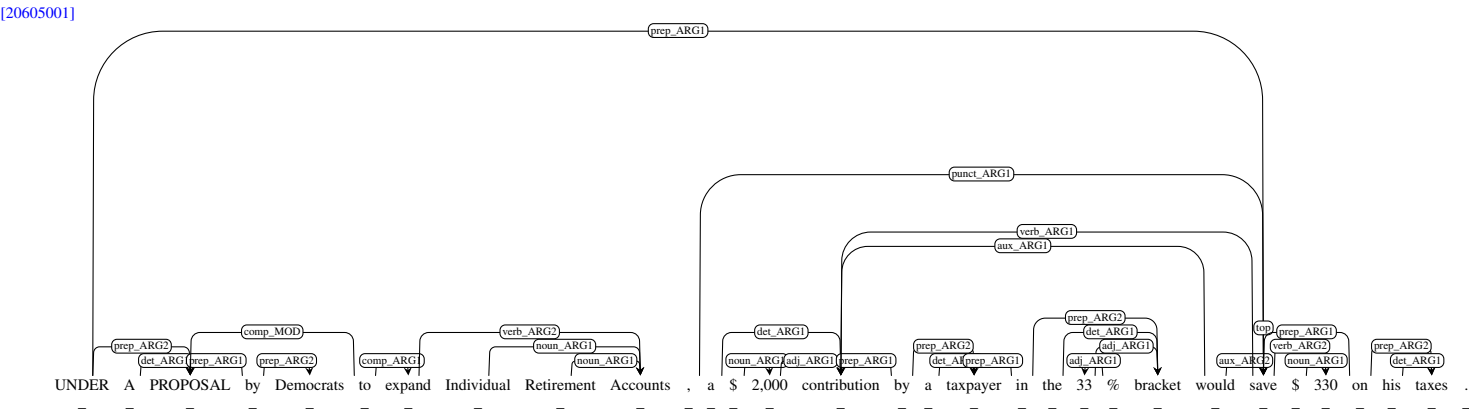 [20605001]
prep_ARG1
punct_ARG1
verb_ARG1
aux_ARG1
prep_ARG2
top
comp_MOD verb_ARG2 det_ARG1 det_ARG1 prep_ARG1
prep_ARG2 noun_ARG1 prep_ARG2 adj_ARG1 verb_ARG2 prep_ARG2
det_ARG1 prep_ARG1 prep_ARG2 comp_ARG1 noun_ARG1 noun_ARG1 adj_ARG1 prep_ARG1 prep_ARG1 adj_ARG1 aux_ARG2 noun_ARG1 det_ARG1
UNDER A PROPOSAL by Democrats to expand Individual Retirement Accounts , a $ 2,000 contribution by a taxpayer in the 33 % bracket would save $ 330 on his taxes .